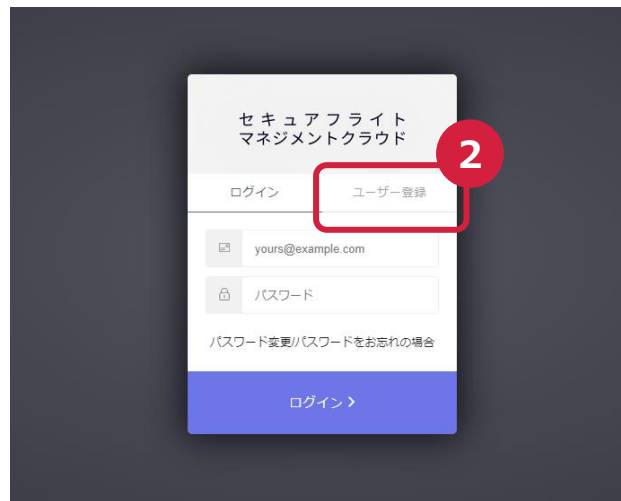 セキュアフライト
マネジメントクラウド
2
ログイン
ユーザー登録
yours@example.com
パスワード
パスワード変更/パスワードをお忘れの場合
ログイン >